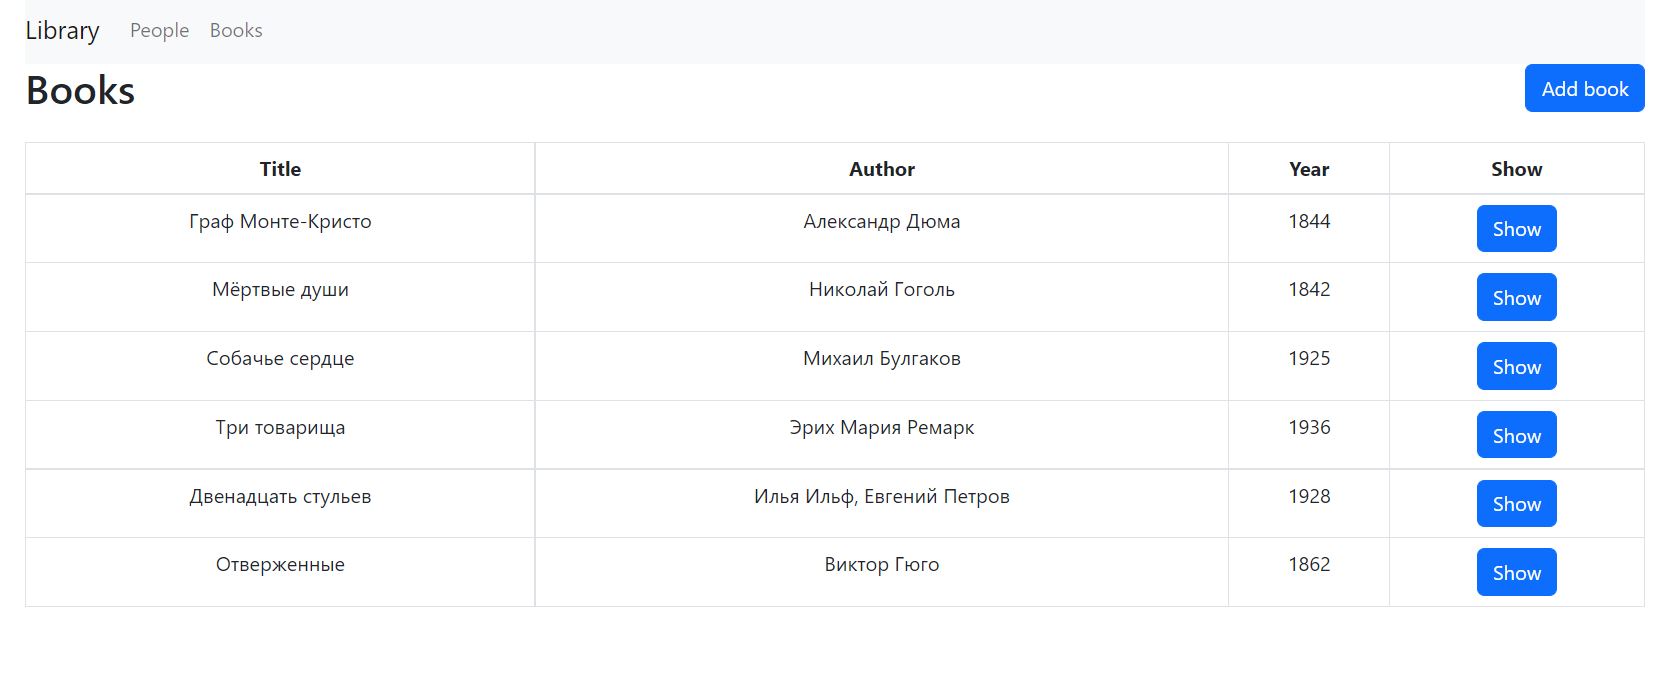 Library People Books
Books Add book
Title Author Year Show
Граф Монте-Кристо Александр Дюма 1844 Show
Мёртвые души Николай Гоголь 1842 Show
Собачье сердце Михаил Булгаков 1925 Show
Три товарища Эрих Мария Ремарк 1936 Show
Двенадцать стульев Илья Ильф, Евгений Петров 1928 Show
Отверженные Виктор Гюго 1862 Show